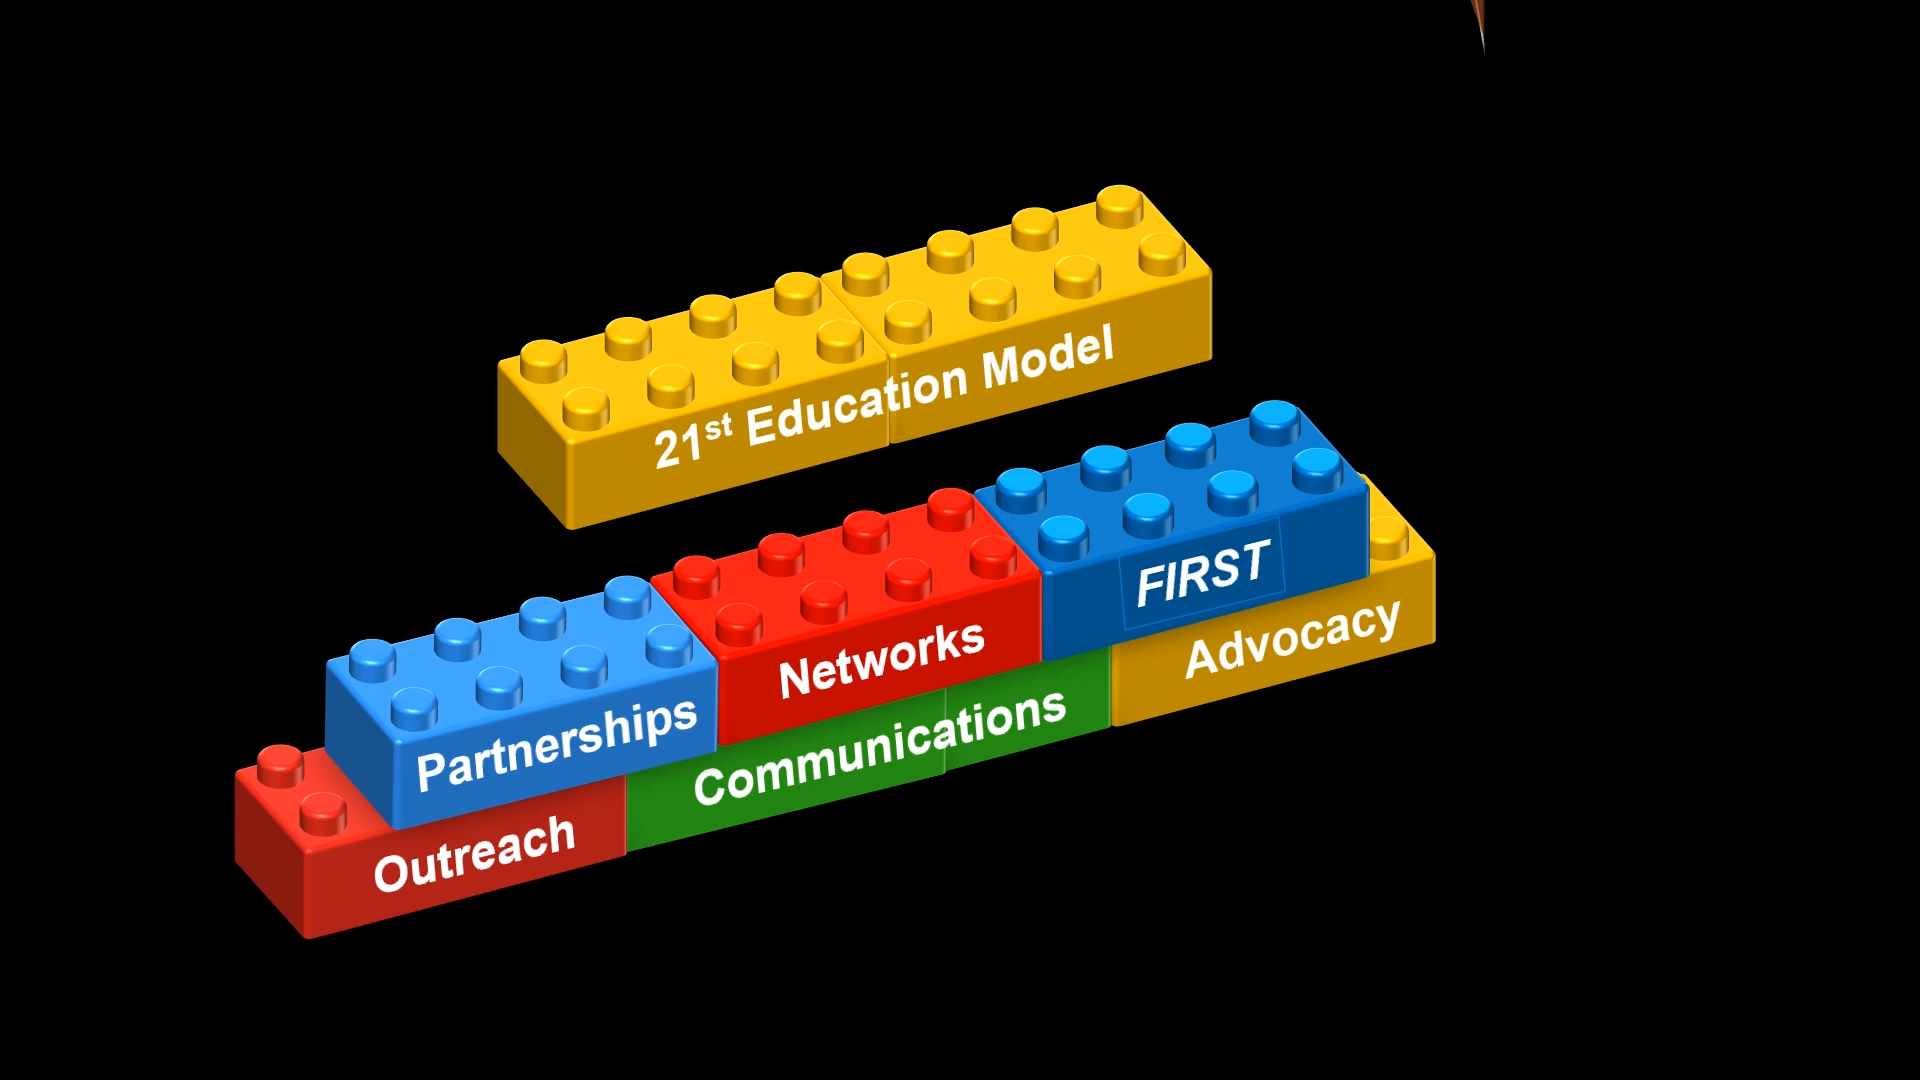 21st Education Model
FIRST
Networks
Partnerships
Advocacy
Communications
Outreach